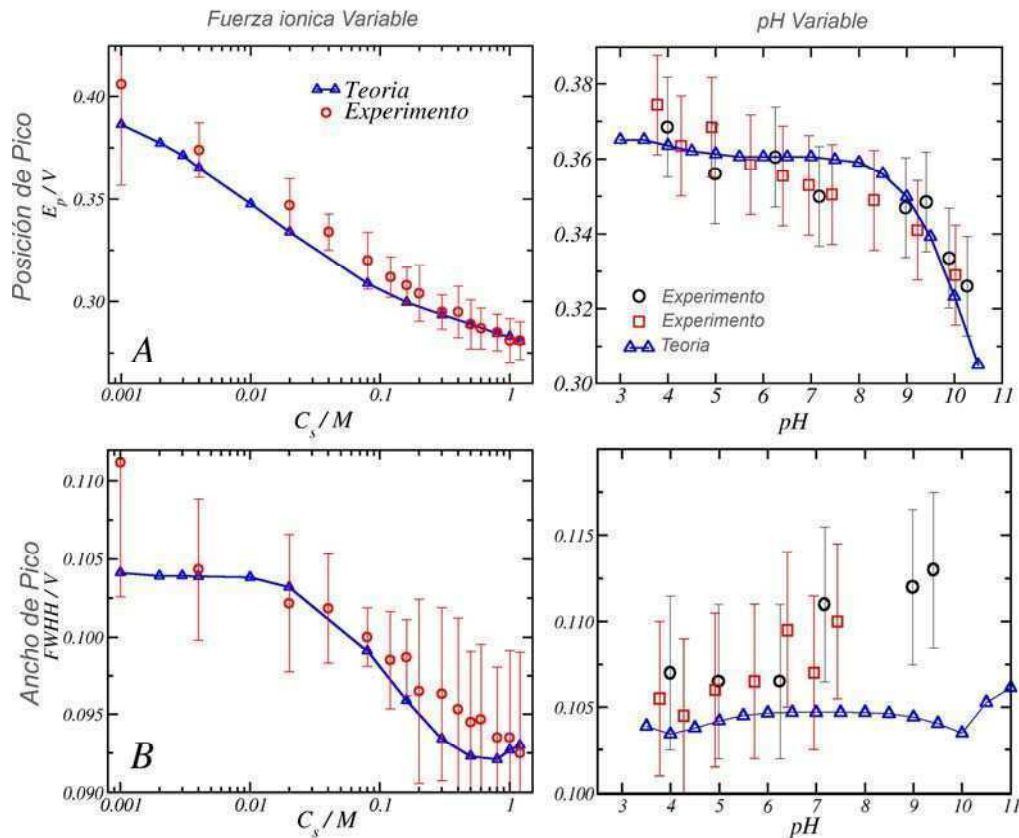 Fuerza ionica Variable
pH Variable
Posición de Pico
E_p / V
0.40
0.35
0.30
Teoria
Experimento
A
0.001
0.01
0.1
1
C_s / M
0.38
0.36
0.34
0.32
0.30
Experimento
Experimento
Teoria
3 4 5 6 7 8 9 10 11
pH
Ancho de Pico
FWHH / V
0.110
0.105
0.100
0.095
0.090
B
0.001
0.01
0.1
1
C_s / M
0.115
0.110
0.105
0.100
3 4 5 6 7 8 9 10 11
pH